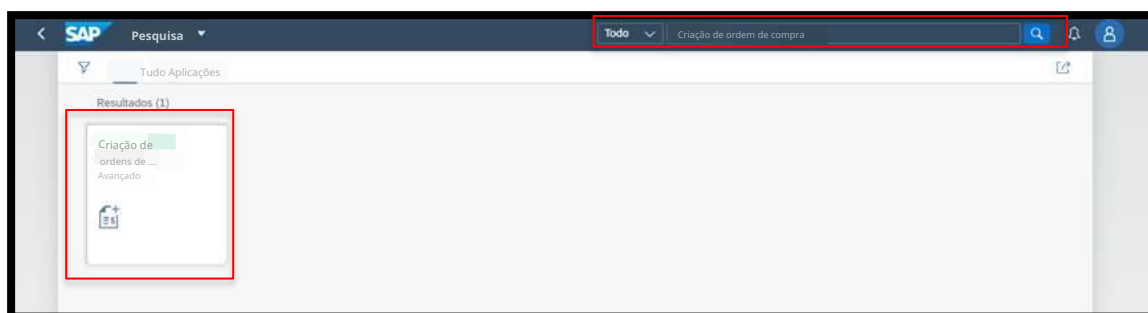 SAP Pesquisa Todo Criação de ordem de compra
Tudo Aplicações
Resultados (1)
Criação de
ordens de ...
Avançado